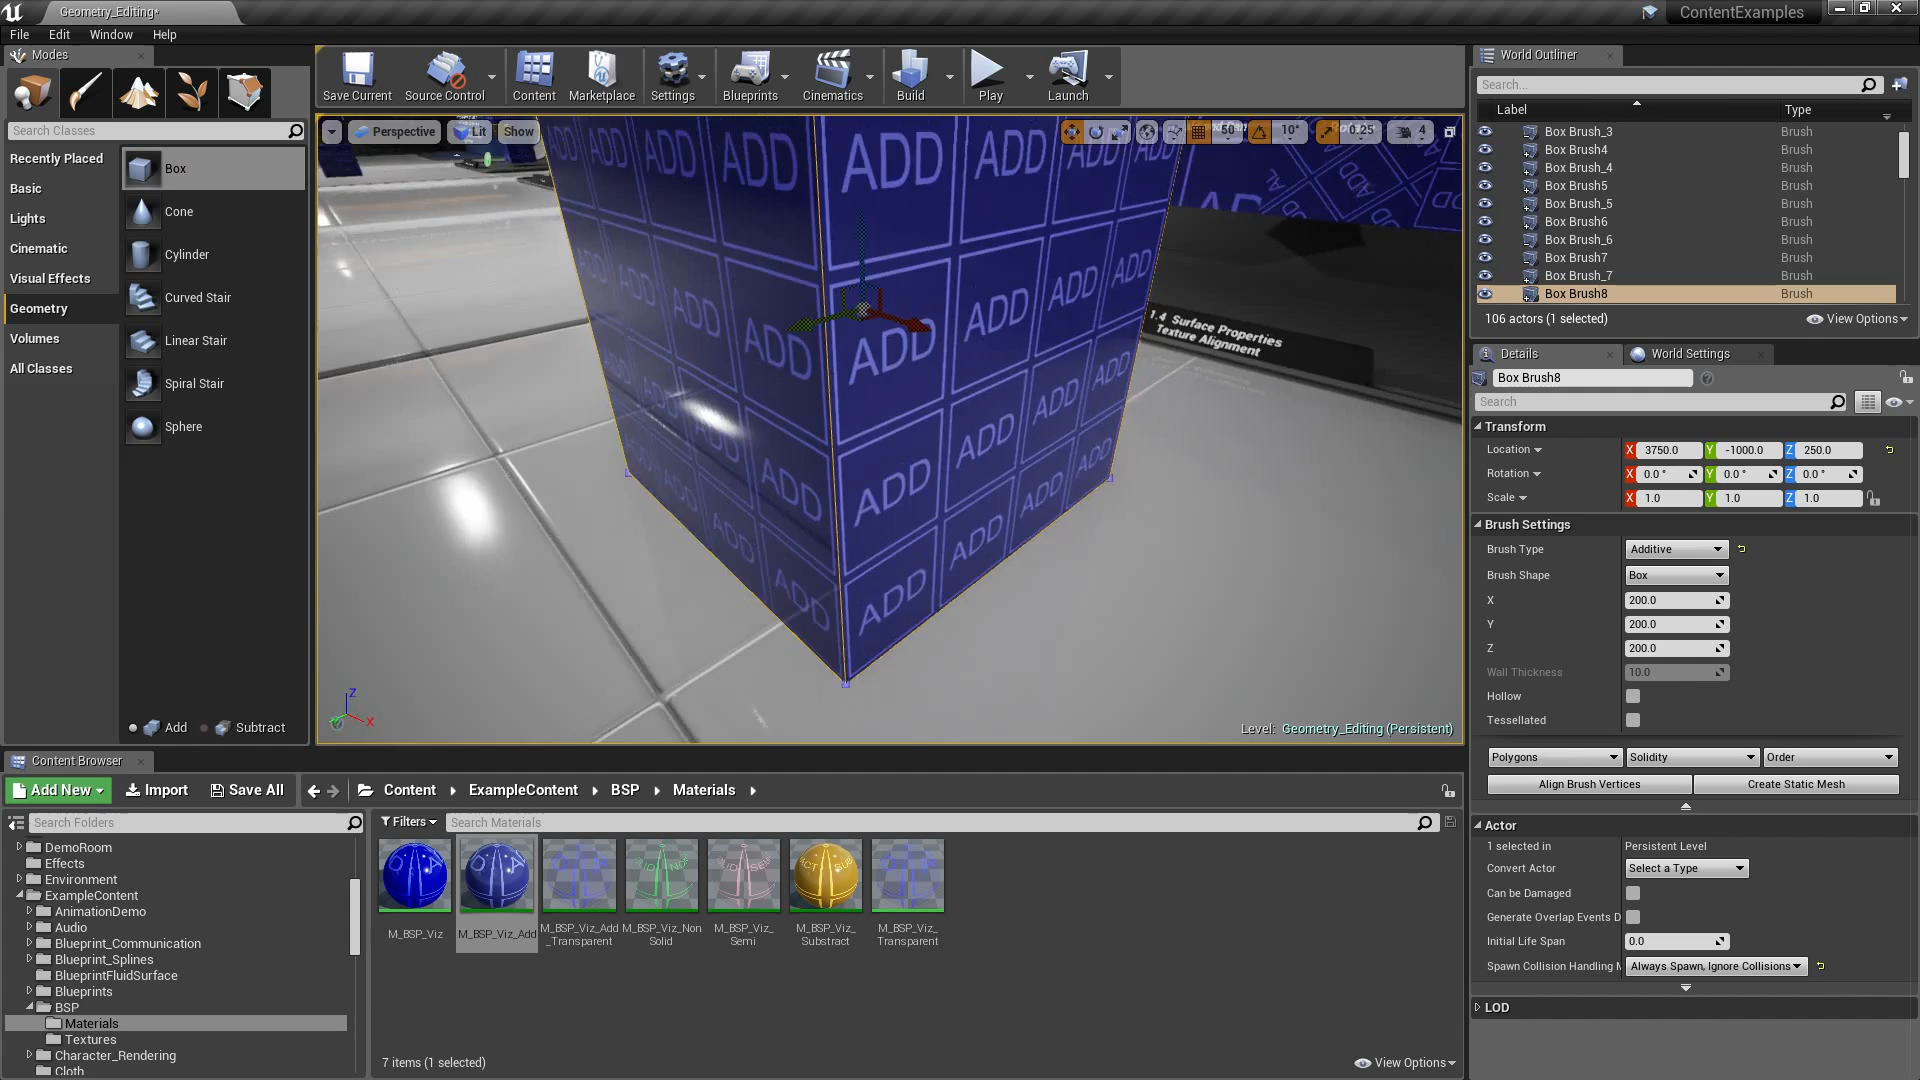 Geometry_Editing*
ContentExamples
File Edit Window Help
Modes
Search Classes
Recently Placed
Basic
Lights
Cinematic
Visual Effects
Geometry
Volumes
All Classes
Box
Cone
Cylinder
Curved Stair
Linear Stair
Spiral Stair
Sphere
Add Subtract
Save Current
Source Control
Content
Marketplace
Settings
Blueprints
Cinematics
Build
Play
Launch
Perspective Lit Show
50 10° 0.25 4
ADD ADD ADD ADD ADD ADD
ADD ADD ADD ADD ADD
ADD ADD ADD ADD
ADD ADD ADD ADD
ADD ADD ADD ADD
ADD ADD
1.4 Surface Properties
Texture Alignment
Z
X
Level: Geometry_Editing (Persistent)
World Outliner
Search...
Label Type
Box Brush_3 Brush
Box Brush4 Brush
Box Brush_4 Brush
Box Brush5 Brush
Box Brush_5 Brush
Box Brush6 Brush
Box Brush_6 Brush
Box Brush7 Brush
Box Brush_7 Brush
Box Brush8 Brush
106 actors (1 selected) View Options
Details World Settings
Box Brush8
Search
Transform
Location X 3750.0 Y -1000.0 Z 250.0
Rotation X 0.0 ° Y 0.0 ° Z 0.0 °
Scale X 1.0 Y 1.0 Z 1.0
Brush Settings
Brush Type Additive
Brush Shape Box
X 200.0
Y 200.0
Z 200.0
Wall Thickness 10.0
Hollow
Tessellated
Polygons Solidity Order
Align Brush Vertices Create Static Mesh
Actor
1 selected in Persistent Level
Convert Actor Select a Type
Can be Damaged
Generate Overlap Events D
Initial Life Span 0.0
Spawn Collision Handling M Always Spawn, Ignore Collisions
LOD
Content Browser
Add New Import Save All Content ExampleContent BSP Materials
Search Folders
DemoRoom
Effects
Environment
ExampleContent
AnimationDemo
Audio
Blueprint_Communication
Blueprint_Splines
BlueprintFluidSurface
Blueprints
BSP
Materials
Textures
Character_Rendering
Cloth
Filters Search Materials
M_BSP_Viz
M_BSP_Viz_Add
M_BSP_Viz_Add
_Transparent
M_BSP_Viz_Non
Solid
M_BSP_Viz_
Semi
M_BSP_Viz_
Substract
M_BSP_Viz_
Transparent
7 items (1 selected) View Options